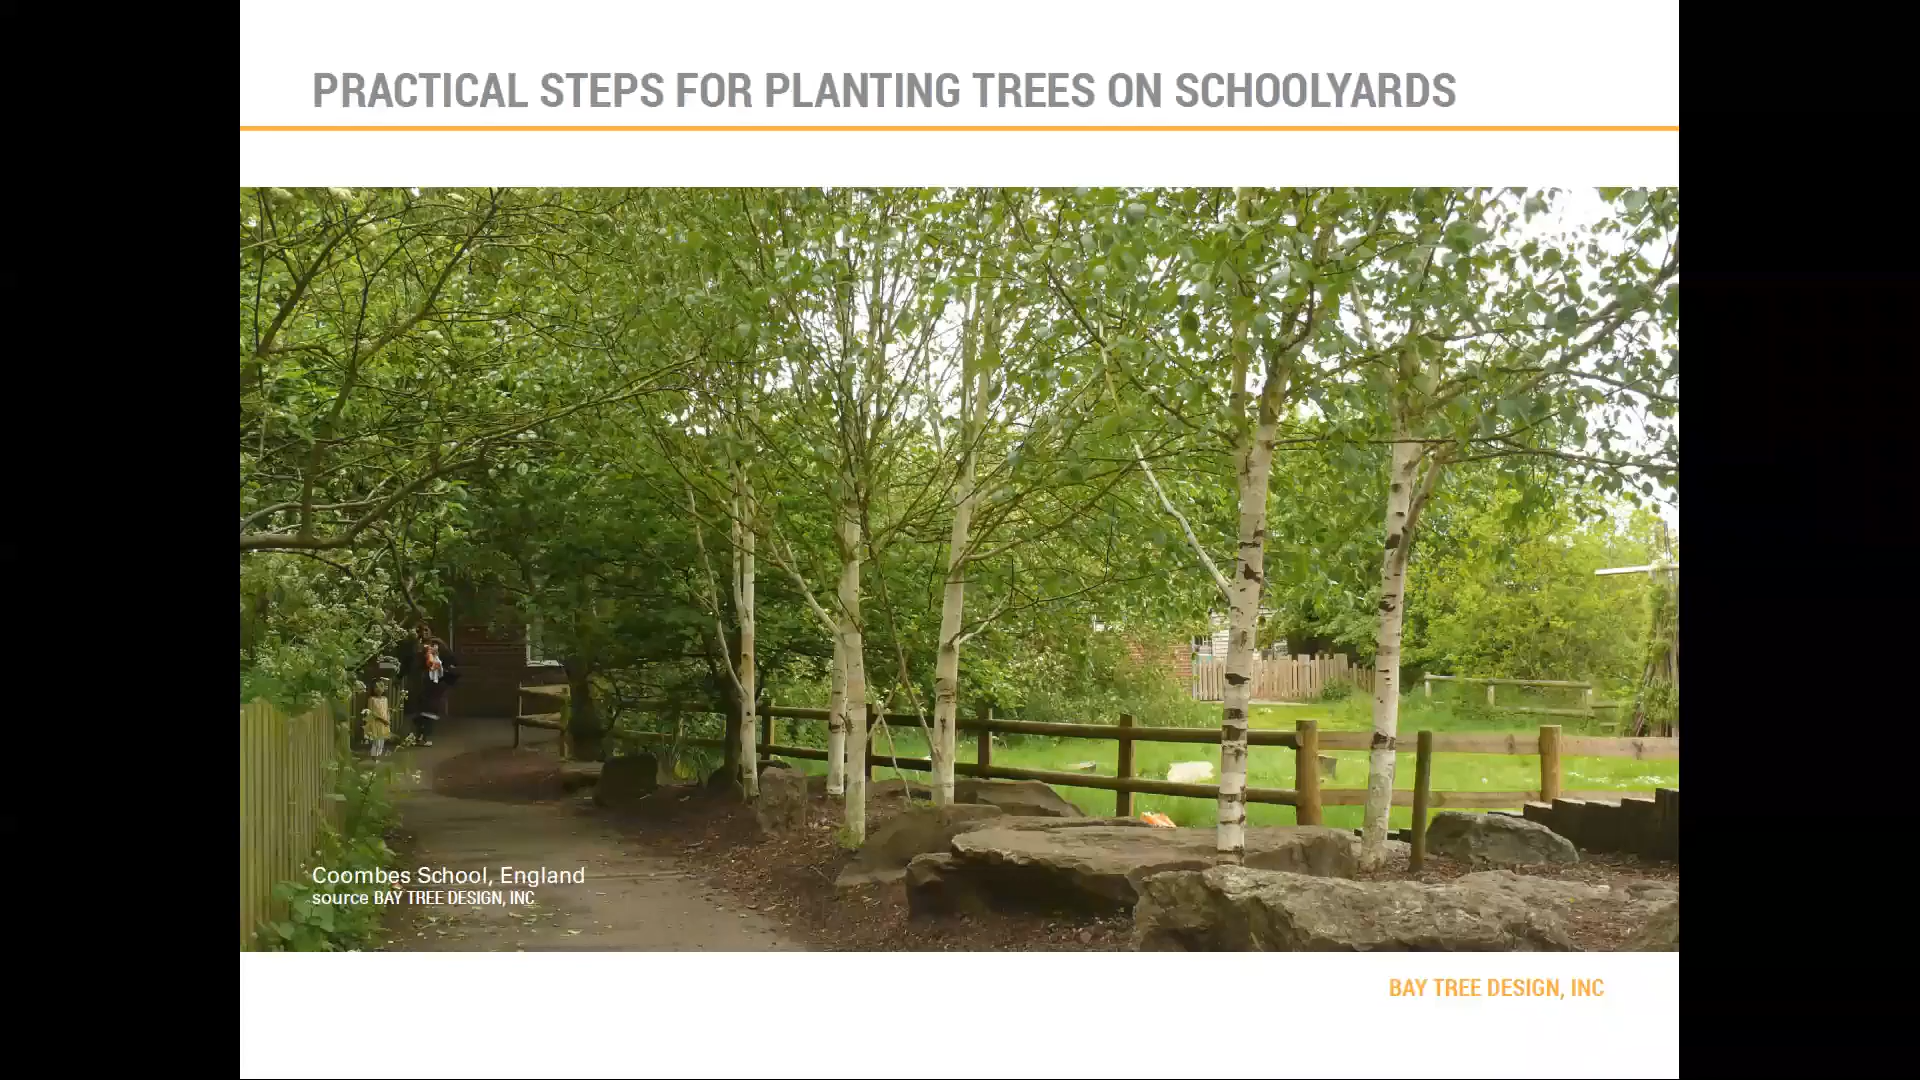 PRACTICAL STEPS FOR PLANTING TREES ON SCHOOLYARDS
Coombes School, England
source BAY TREE DESIGN, INC
BAY TREE DESIGN, INC